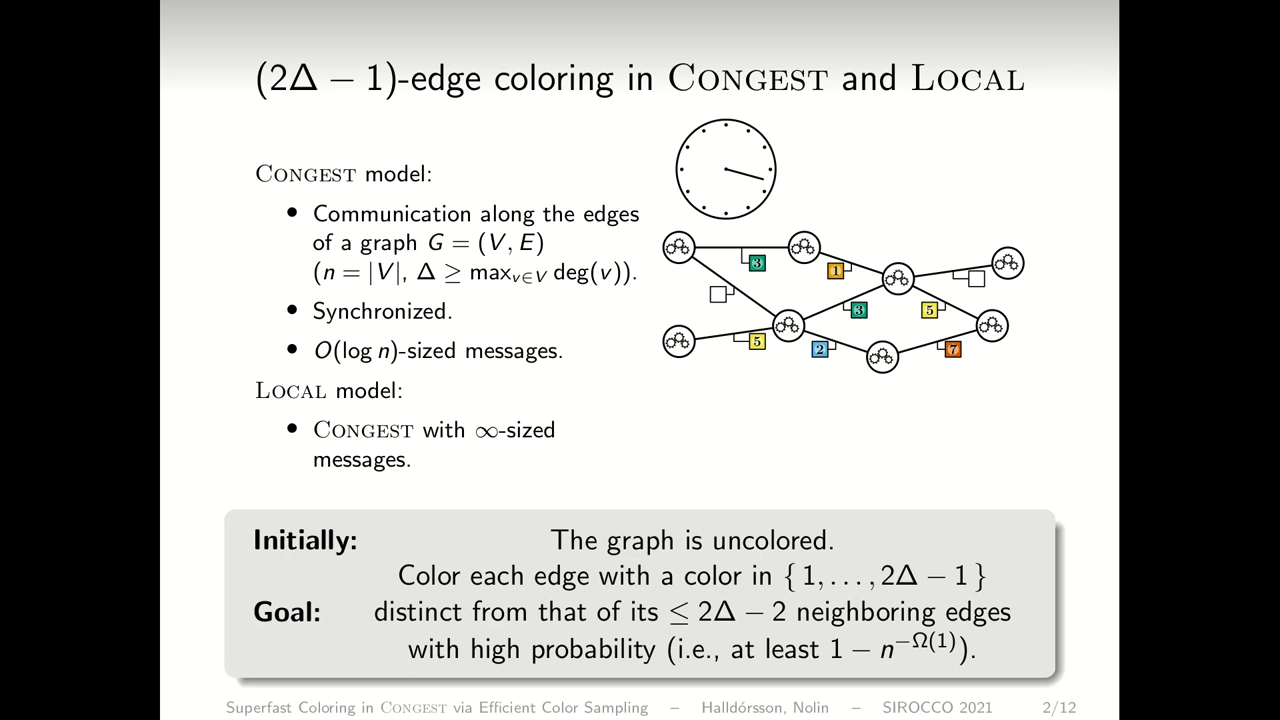 (2Δ − 1)-edge coloring in CONGEST and LOCAL
CONGEST model:
• Communication along the edges
of a graph G = (V, E)
(n = |V|, Δ ≥ max_{v∈V} deg(v)).
• Synchronized.
• O(log n)-sized messages.
LOCAL model:
• CONGEST with ∞-sized
messages.
3
1
3
5
5
2
7
Initially: The graph is uncolored.
Color each edge with a color in { 1, . . . , 2Δ − 1 }
Goal: distinct from that of its ≤ 2Δ − 2 neighboring edges
with high probability (i.e., at least 1 − n^{−Ω(1)}).
Superfast Coloring in CONGEST via Efficient Color Sampling – Halldórsson, Nolin – SIROCCO 2021 2/12